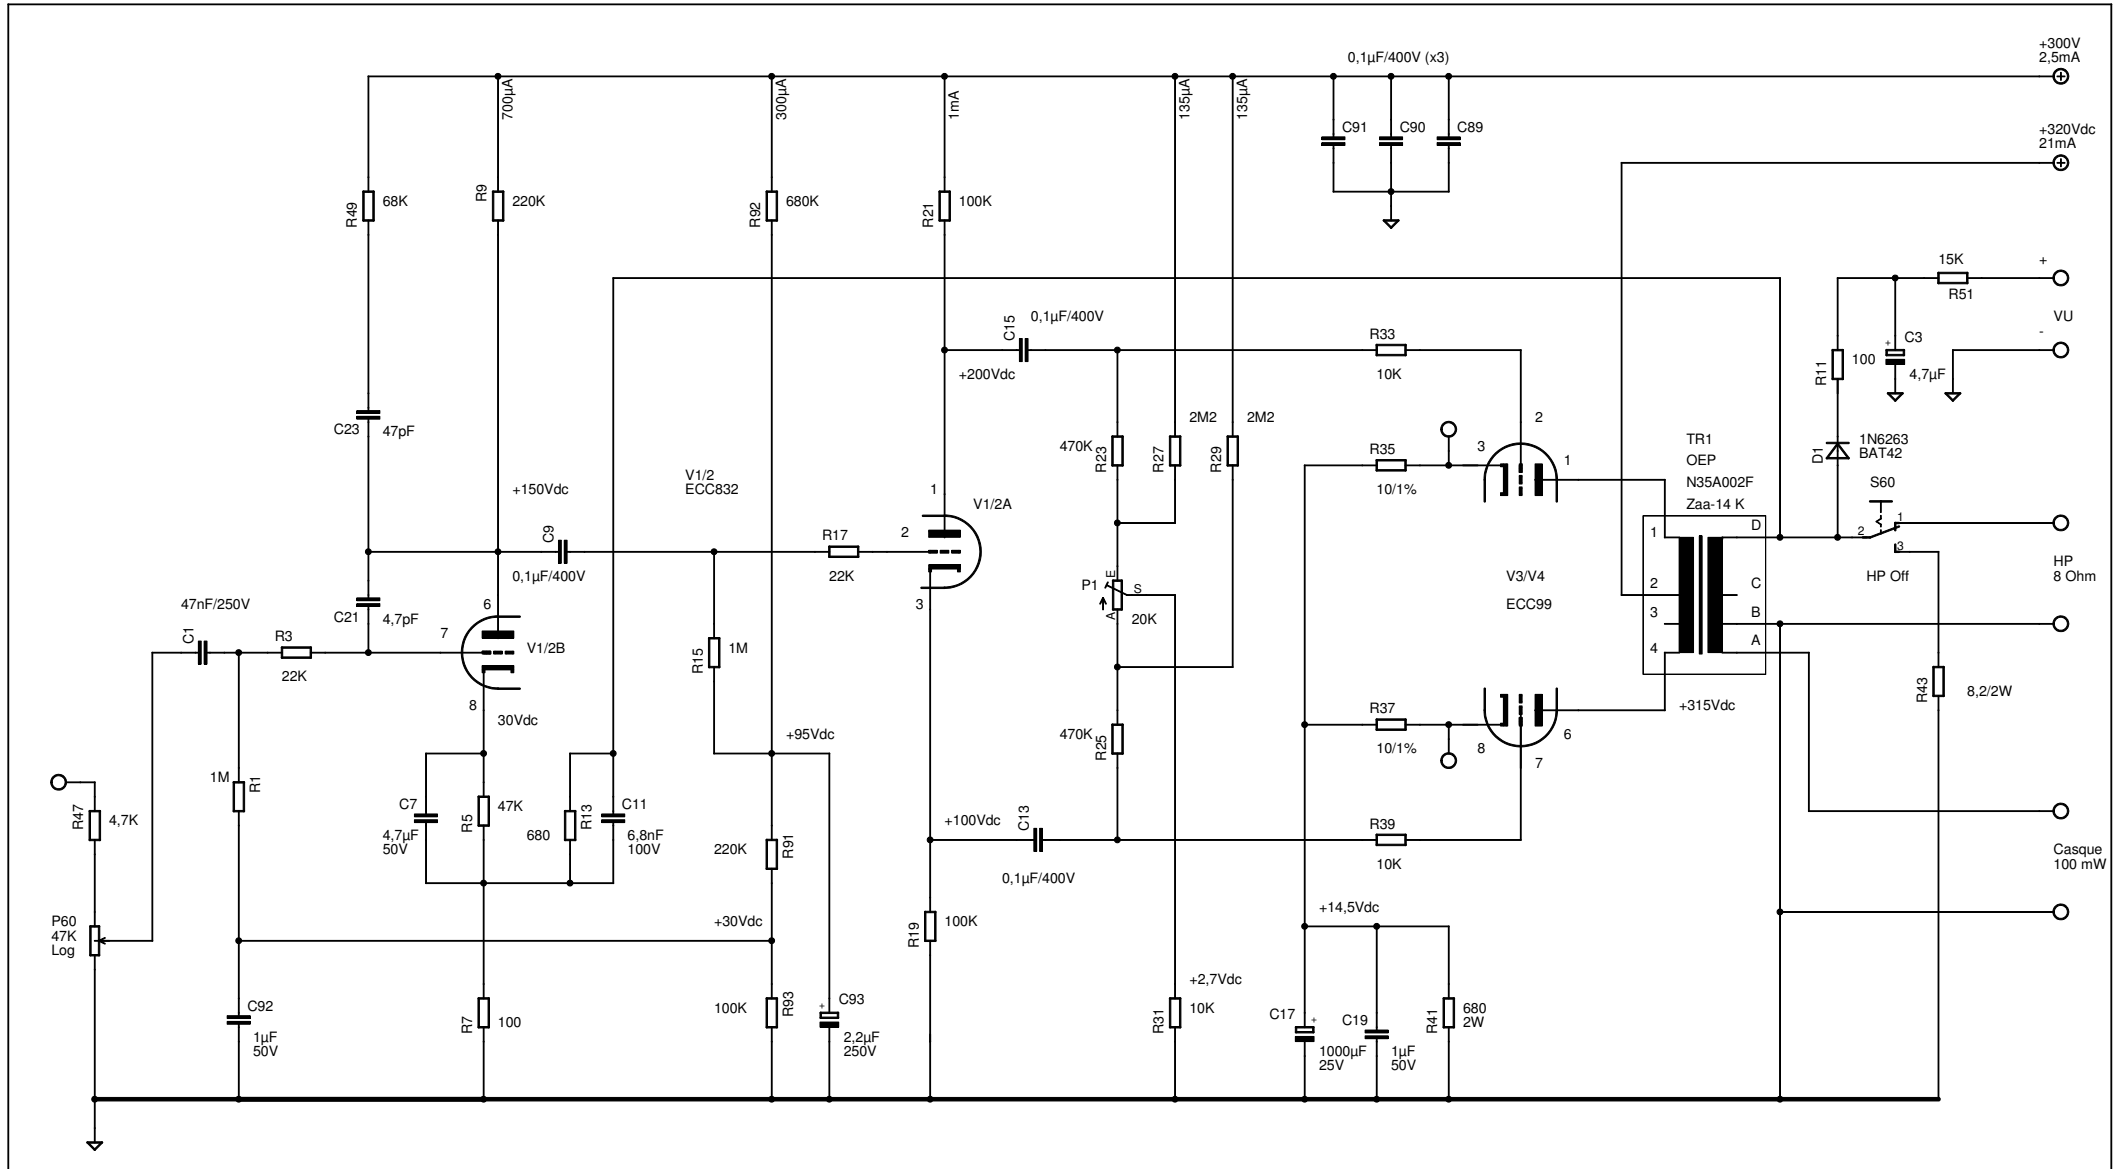 0,1µF/400V (x3)
+300V
2,5mA
700µA
300µA
1mA
135µA
135µA
C91
C90
C89
+320Vdc
21mA
R49
68K
R9
220K
R92
680K
R21
100K
15K
R51
+
VU
-
C15
0,1µF/400V
+200Vdc
R33
10K
R11
100
+
C3
4,7µF
C23
47pF
2M2
2M2
470K
R23
R27
R29
R35
10/1%
3
2
1
TR1
OEP
N35A002F
Zaa-14 K
D1
1N6263
BAT42
S60
V1/2
ECC832
+150Vdc
C9
0,1µF/400V
1
V1/2A
2
3
R17
22K
1
2
3
4
D
C
B
A
2
1
3
HP Off
HP
8 Ohm
P1
E
S
A
20K
V3/V4
ECC99
47nF/250V
C1
R3
22K
C21
4,7pF
6
7
V1/2B
8
30Vdc
R15
1M
+95Vdc
470K
R25
R37
10/1%
8
6
7
+315Vdc
R43
8,2/2W
1M
R1
R47
4,7K
C7
4,7µF
50V
R5
47K
680
R13
C11
6,8nF
100V
220K
R91
+100Vdc
C13
0,1µF/400V
R39
10K
Casque
100 mW
P60
47K
Log
+30Vdc
R19
100K
+14,5Vdc
C92
1µF
50V
R7
100
100K
R93
+
C93
2,2µF
250V
+2,7Vdc
R31
10K
C17
+
1000µF
25V
C19
1µF
50V
R41
680
2W